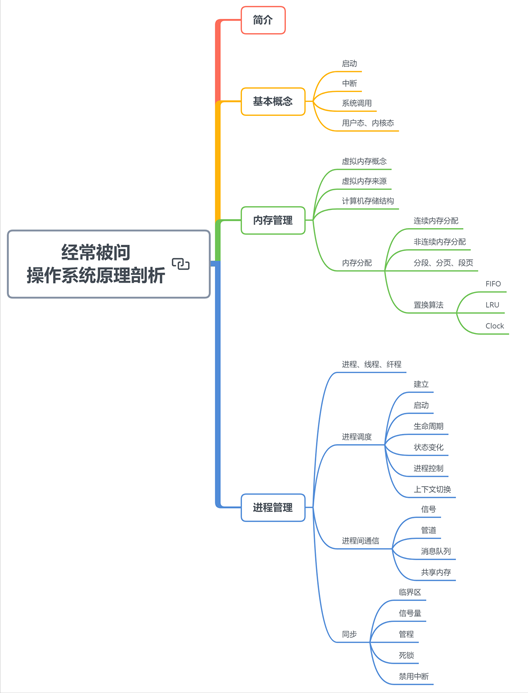 经常被问
操作系统原理剖析
简介
基本概念
启动
中断
系统调用
用户态、内核态
内存管理
虚拟内存概念
虚拟内存来源
计算机存储结构
内存分配
连续内存分配
非连续内存分配
分段、分页、段页
置换算法
FIFO
LRU
Clock
进程管理
进程、线程、纤程
进程调度
建立
启动
生命周期
状态变化
进程控制
上下文切换
进程间通信
信号
管道
消息队列
共享内存
同步
临界区
信号量
管程
死锁
禁用中断